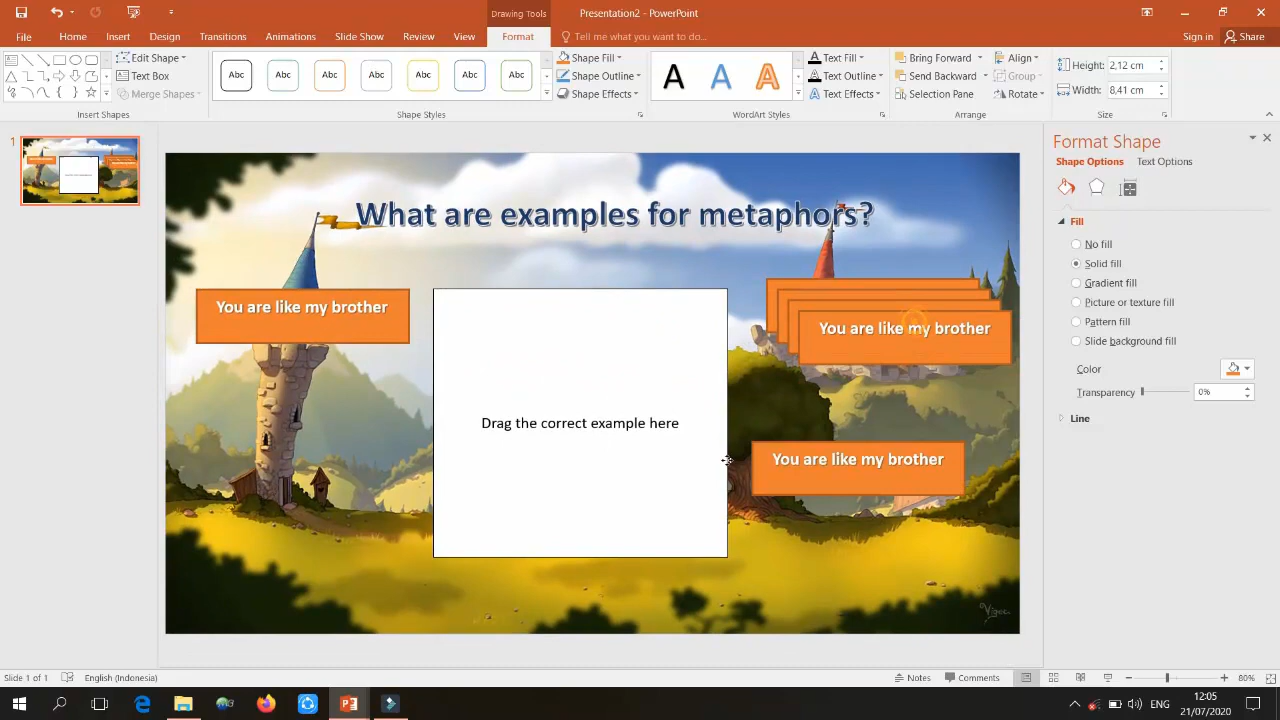 Drawing Tools
Presentation2 - PowerPoint
File Home Insert Design Transitions Animations Slide Show Review View Format Tell me what you want to do... Sign in Share
Edit Shape
Text Box
Merge Shapes
Insert Shapes
Abc Abc Abc Abc Abc Abc Abc
Shape Styles
Shape Fill
Shape Outline
Shape Effects
A A A
WordArt Styles
Text Fill
Text Outline
Text Effects
Bring Forward
Send Backward
Selection Pane
Align
Group
Rotate
Arrange
Height: 2,12 cm
Width: 8,41 cm
Size
1
What are examples for metaphors?
You are like my brother
You are like my brother
Drag the correct example here
You are like my brother
Format Shape
Shape Options Text Options
Fill
No fill
Solid fill
Gradient fill
Picture or texture fill
Pattern fill
Slide background fill
Color
Transparency 0%
Line
Slide 1 of 1 English (Indonesia) Notes Comments 80%
ENG
12:05
21/07/2020